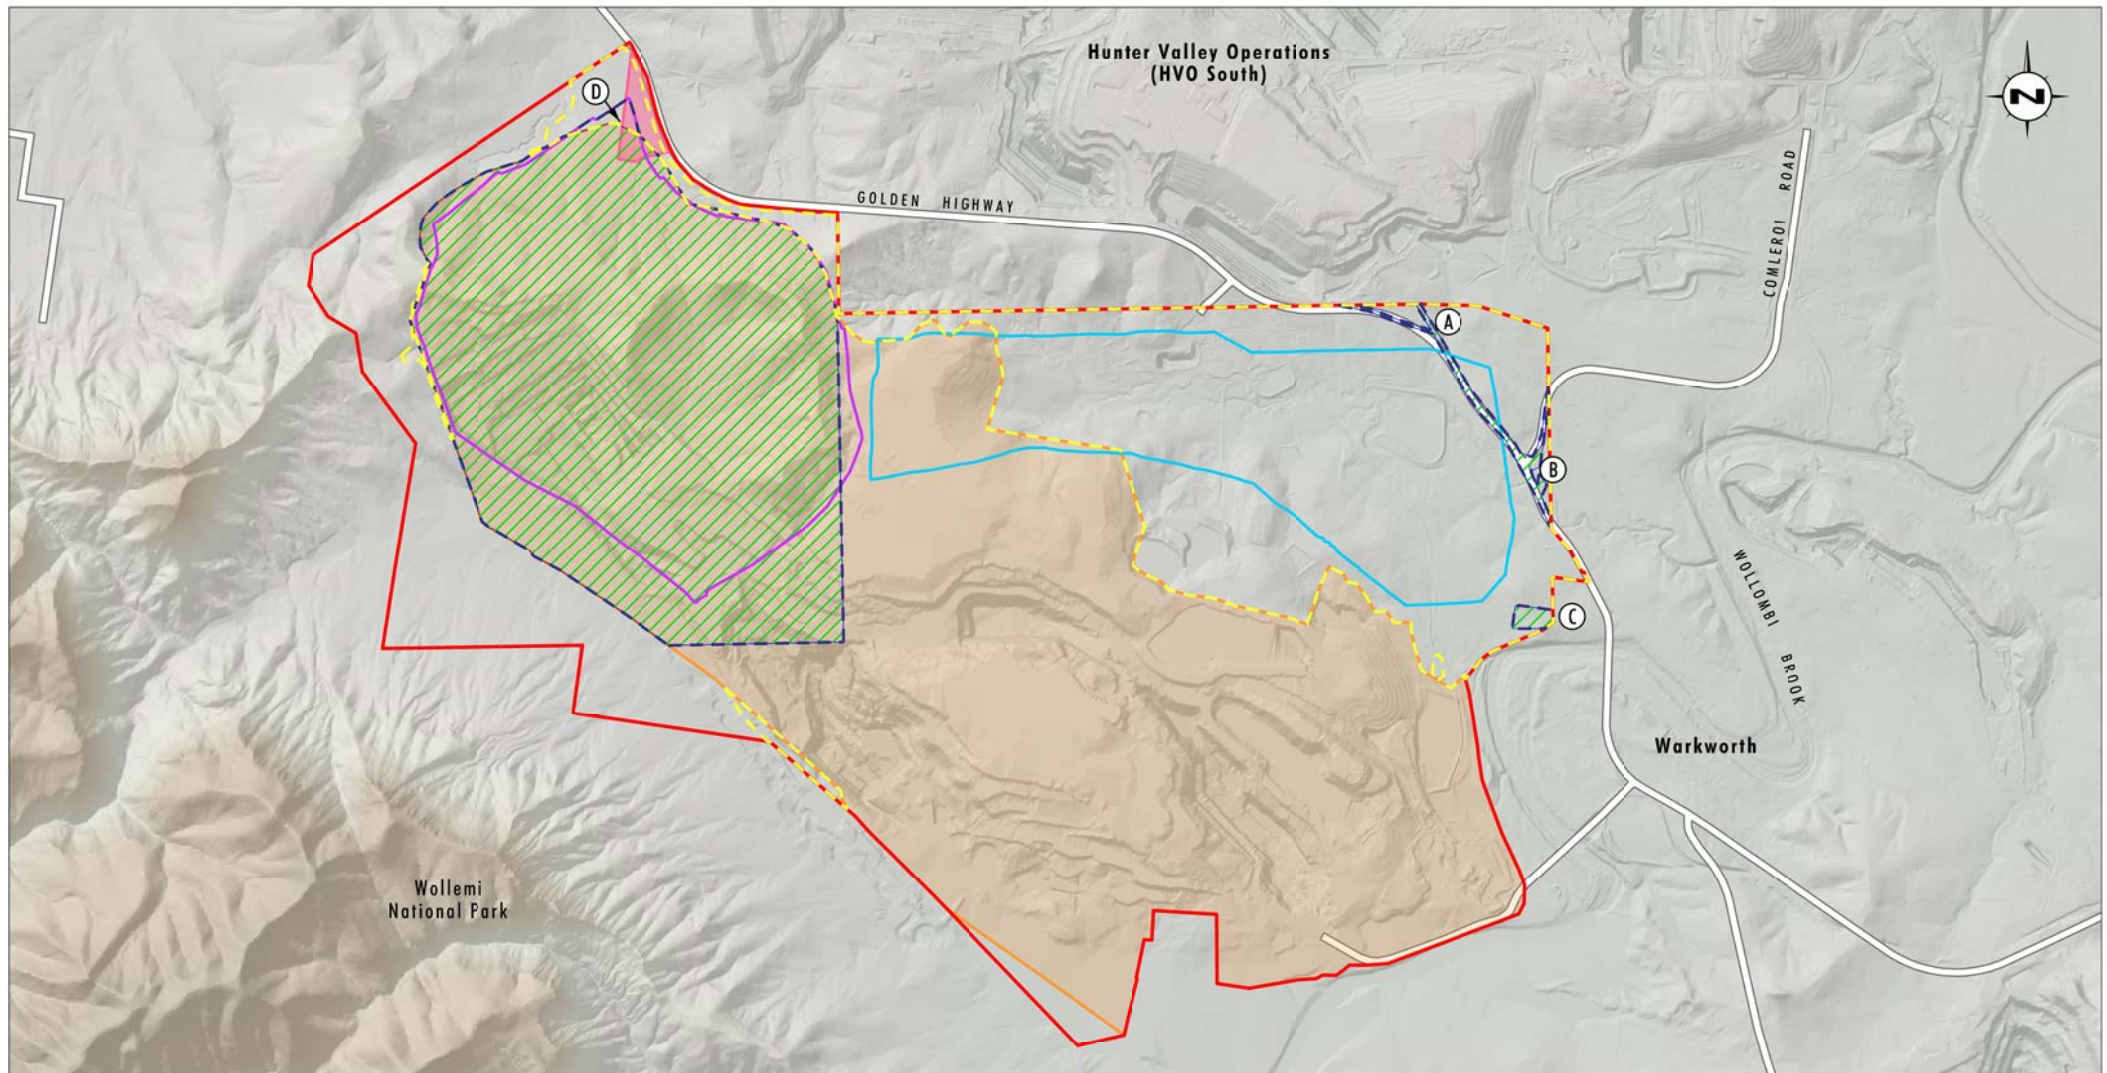 Hunter Valley Operations
(HVO South)
N
D
GOLDEN HIGHWAY
COMLEROI ROAD
A
B
C
WOLLOMBI BROOK
Warkworth
Wollemi
National Park